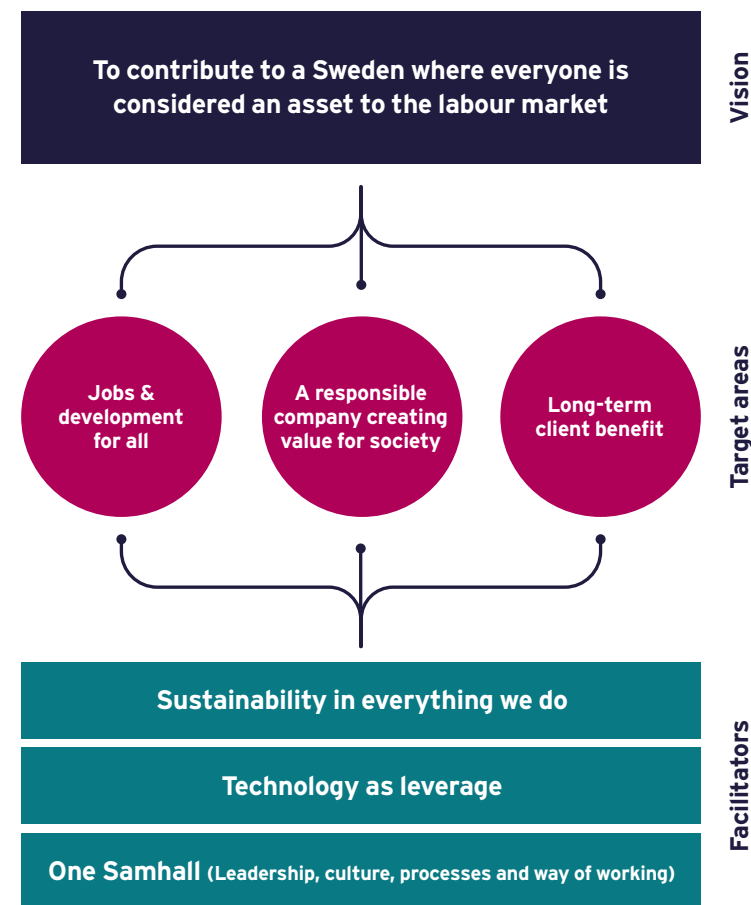 To contribute to a Sweden where everyone is
considered an asset to the labour market
Vision
Jobs &
development
for all
A responsible
company creating
value for society
Long-term
client benefit
Target areas
Sustainability in everything we do
Technology as leverage
One Samhall (Leadership, culture, processes and way of working)
Facilitators